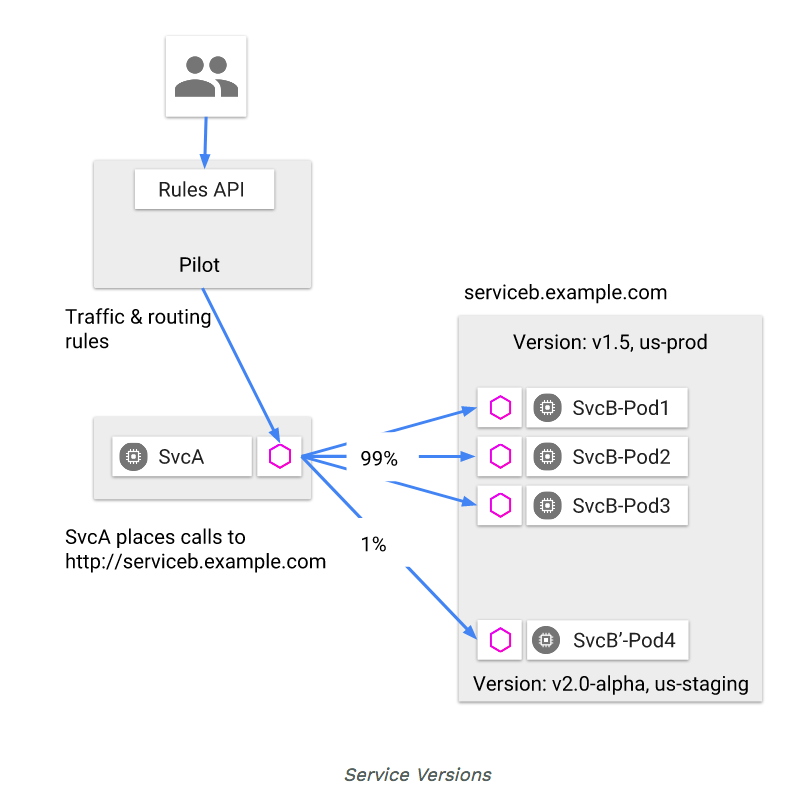 Rules API
Pilot
Traffic & routing
rules
serviceb.example.com
Version: v1.5, us-prod
SvcB-Pod1
SvcA
99%
SvcB-Pod2
SvcB-Pod3
SvcA places calls to
http://serviceb.example.com
1%
SvcB’-Pod4
Version: v2.0-alpha, us-staging
Service Versions